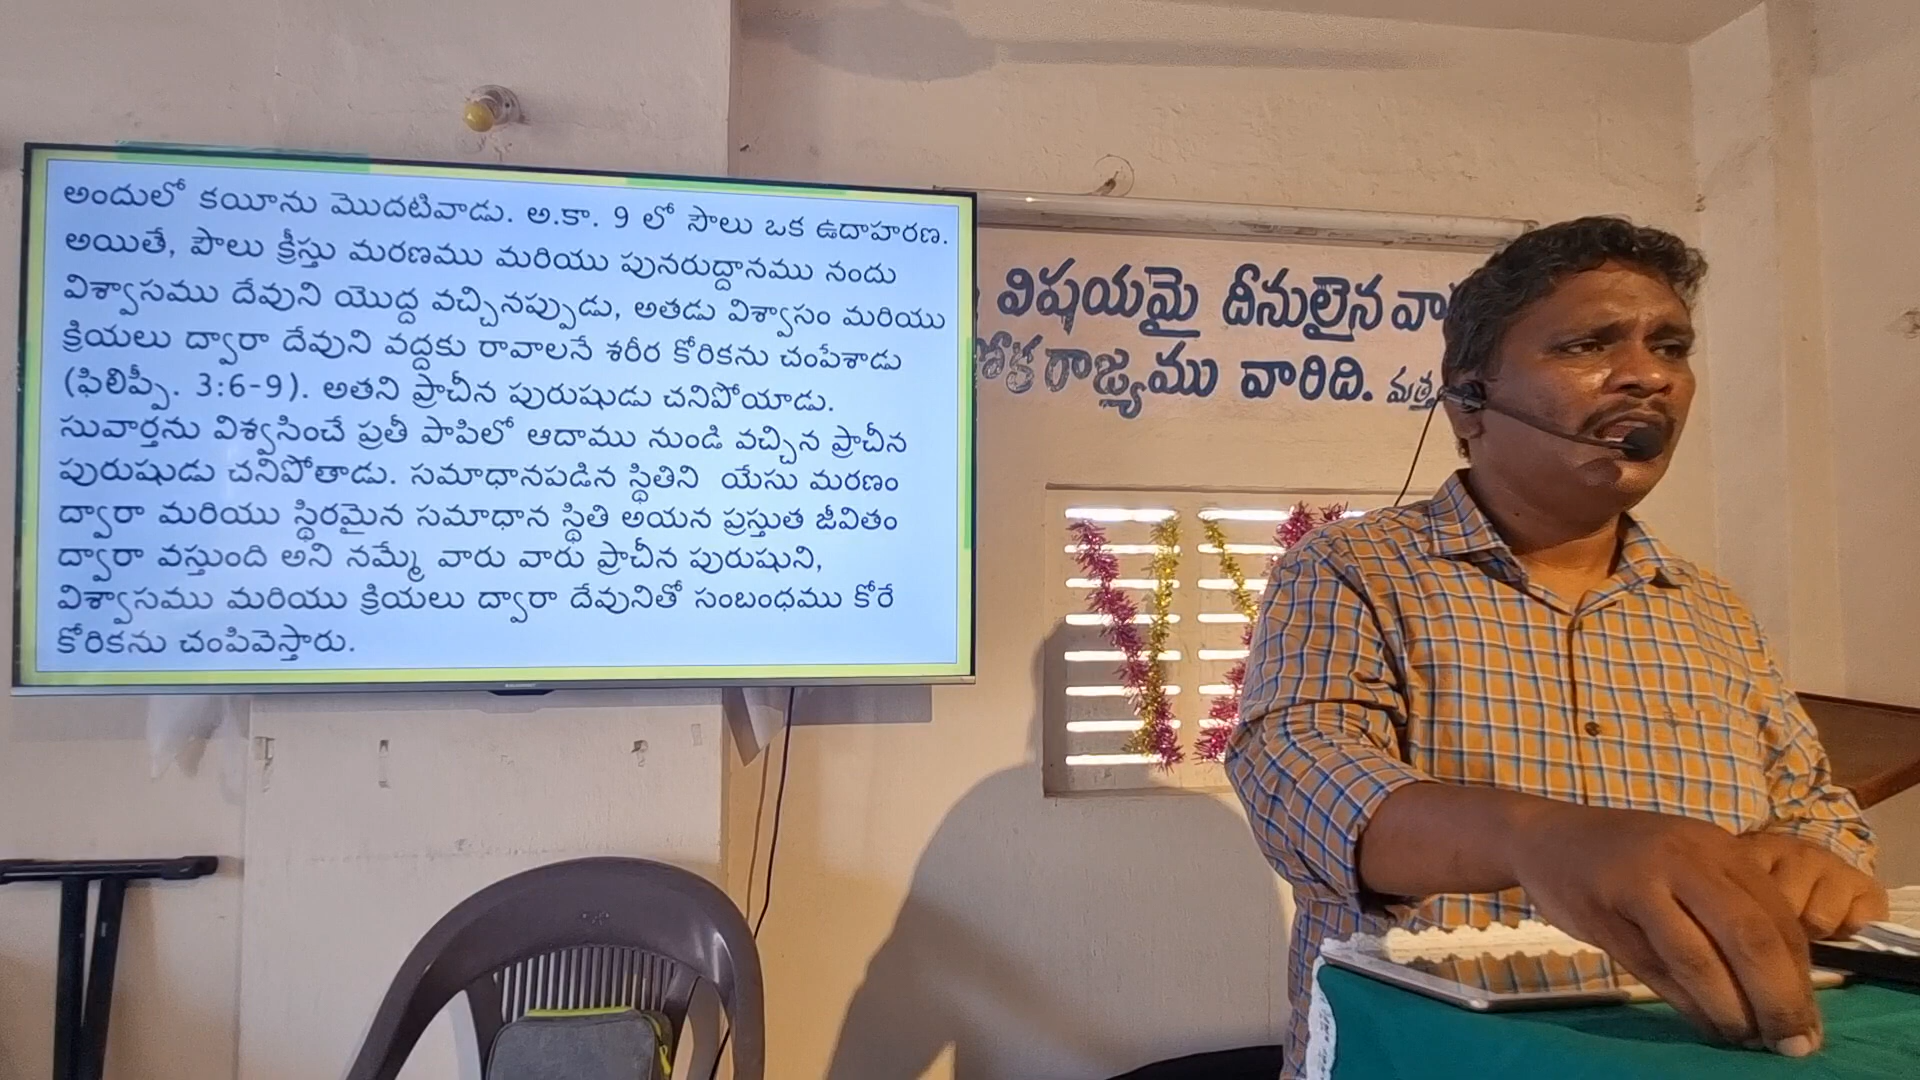 అందులో కయీను మొదటివాడు. అ.కా. 9 లో సౌలు ఒక ఉదాహరణ.
అయితే, పౌలు క్రీస్తు మరణము మరియు పునరుద్దానము నందు
విశ్వాసము దేవుని యొద్ద వచ్చినప్పుడు, అతడు విశ్వాసం మరియు
క్రియలు ద్వారా దేవుని వద్దకు రావాలనే శరీర కోరికను చంపేశాడు
(ఫిలిప్పీ. 3:6-9). అతని ప్రాచీన పురుషుడు చనిపోయాడు.
సువార్తను విశ్వసించే ప్రతీ పాపిలో ఆదాము నుండి వచ్చిన ప్రాచీన
పురుషుడు చనిపోతాడు. సమాధానపడిన స్థితిని యేసు మరణం
ద్వారా మరియు స్థిరమైన సమాధాన స్థితి అయన ప్రస్తుత జీవితం
ద్వారా వస్తుంది అని నమ్మే వారు వారు ప్రాచీన పురుషుని,
విశ్వాసము మరియు క్రియలు ద్వారా దేవునితో సంబంధము కోరే
కోరికను చంపివెస్తారు.
విషయమై దీనులైన వా
రాజ్యము వారిది. మత్త